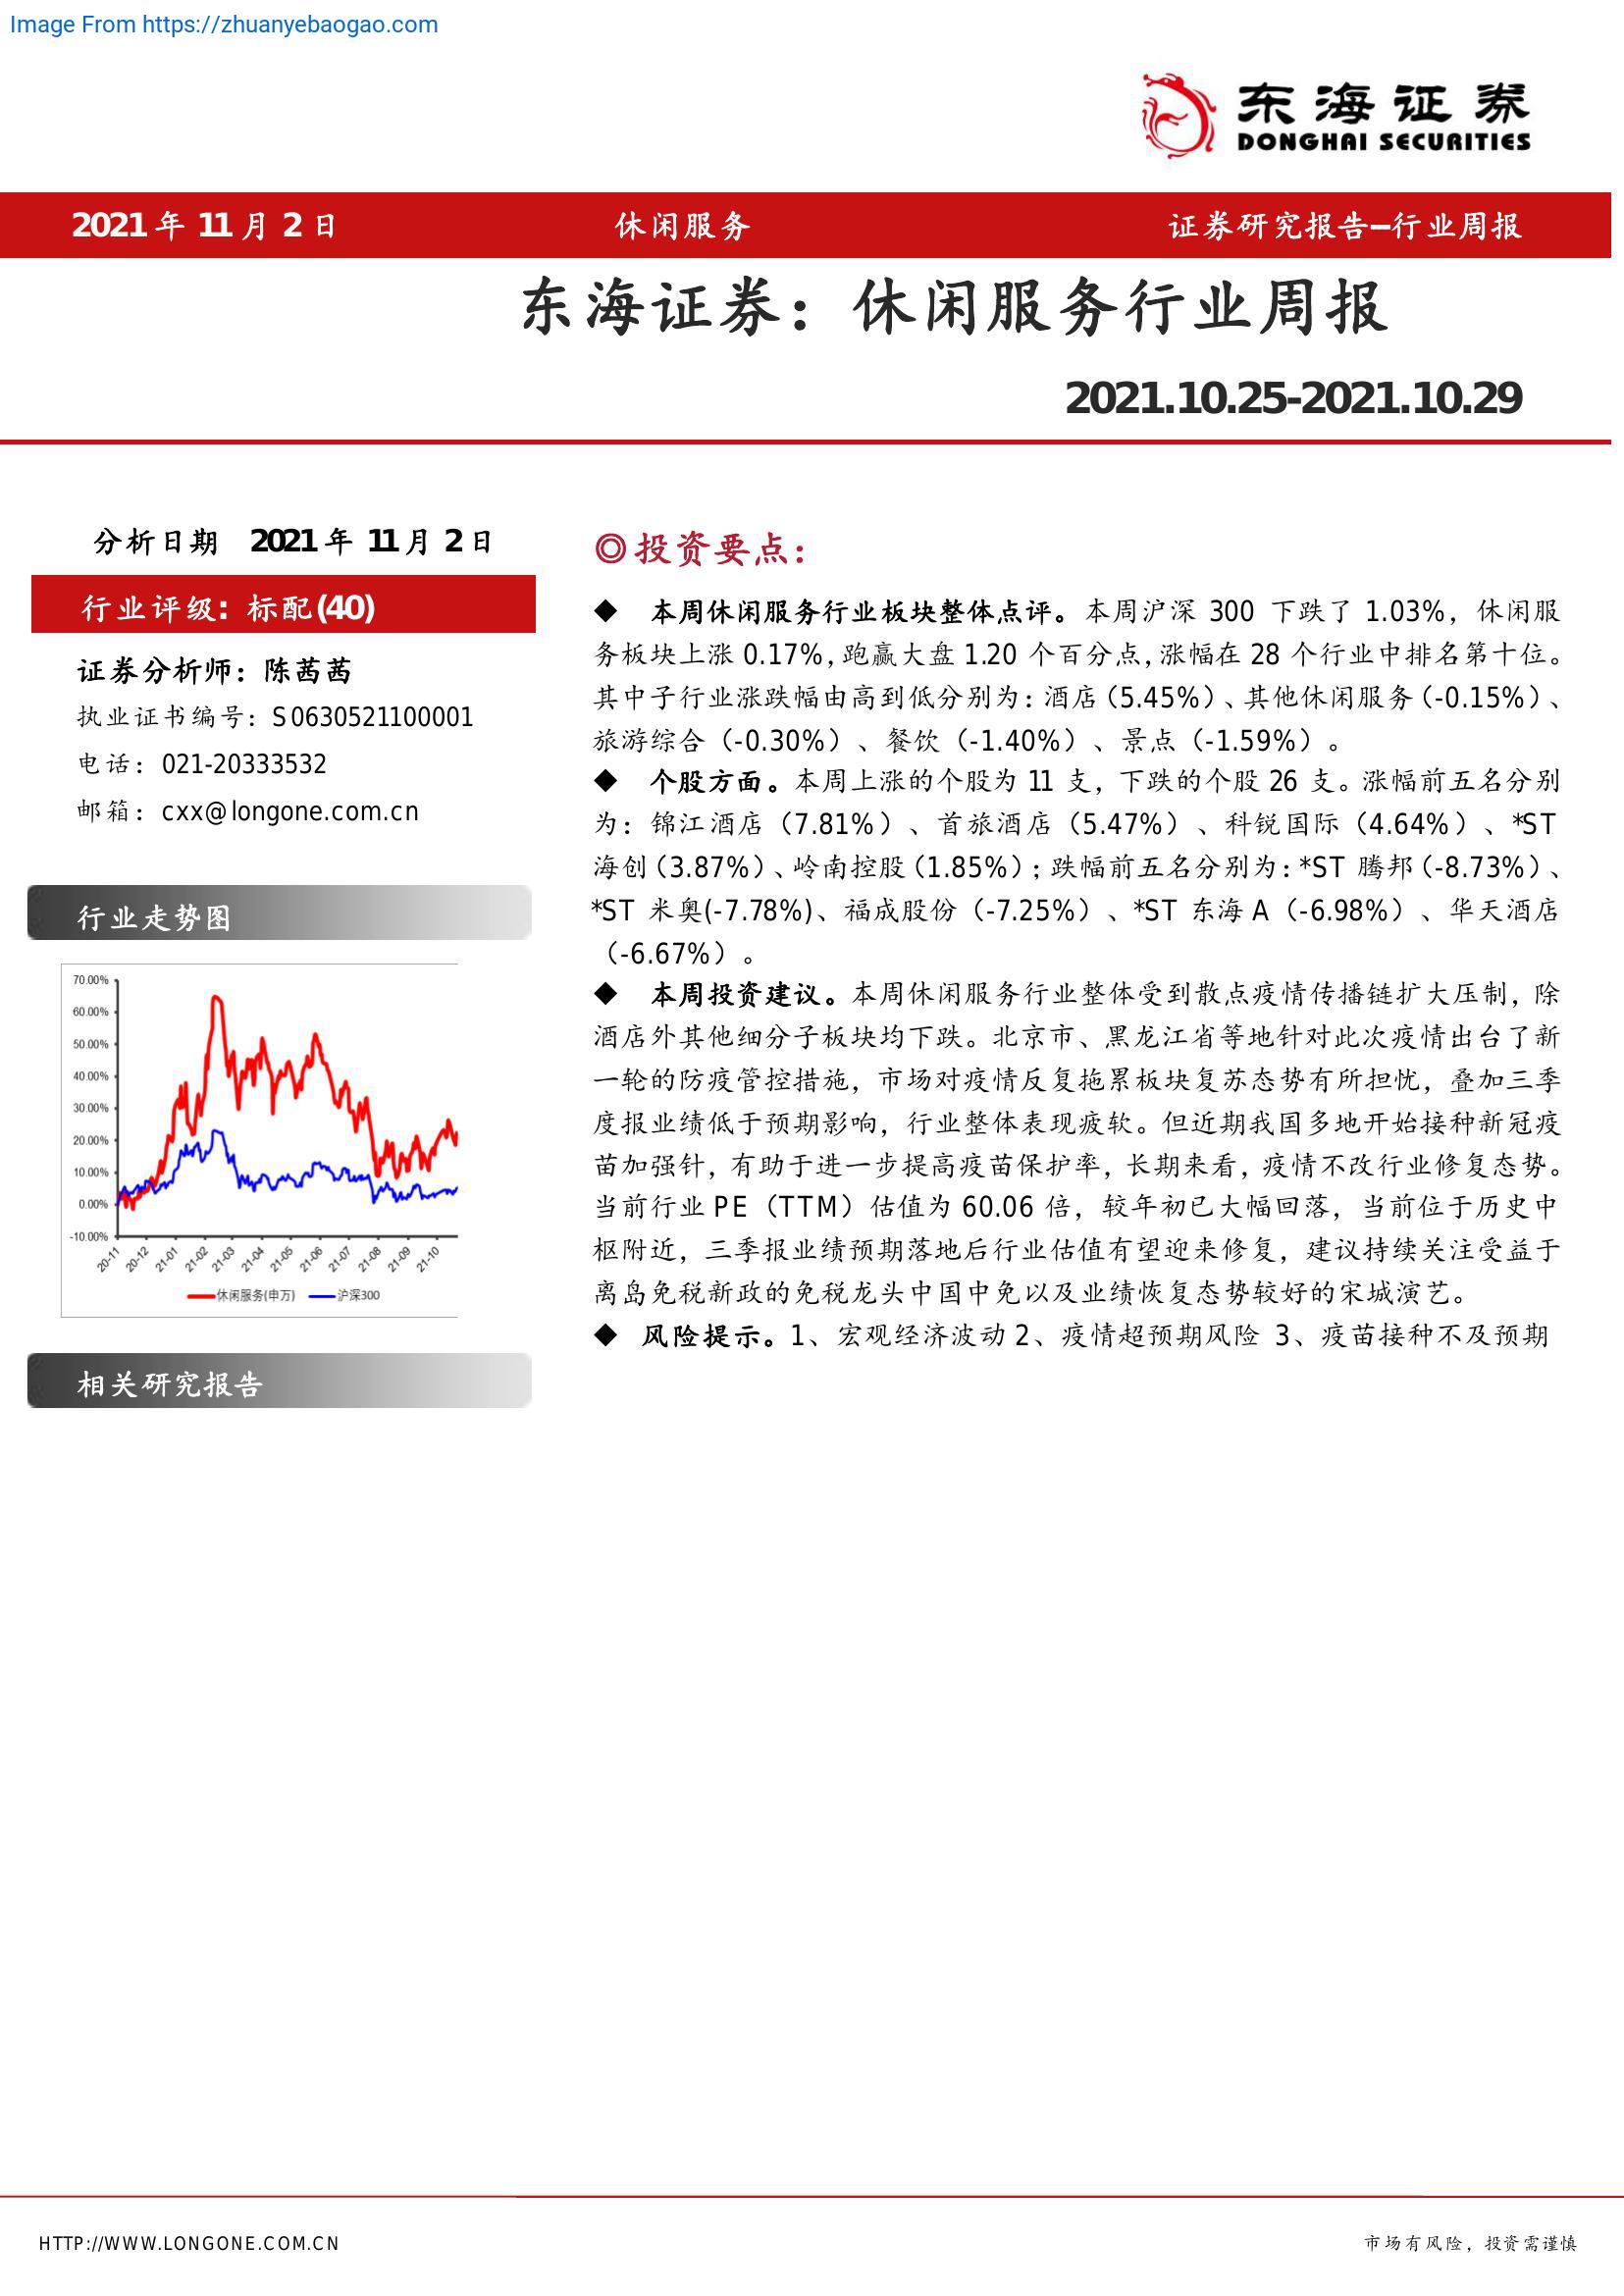 Image From https://zhuanyebaogao.com
东海证券
DONGHAI SECURITIES
2021年11月2日 休闲服务 证券研究报告—行业周报
东海证券：休闲服务行业周报
2021.10.25-2021.10.29
分析日期 2021年11月2日
行业评级：标配(40)
证券分析师：陈茜茜
执业证书编号：S0630521100001
电话：021-20333532
邮箱：cxx@longone.com.cn
行业走势图
70.00%
60.00%
50.00%
40.00%
30.00%
20.00%
10.00%
0.00%
-10.00%
20-11 20-12 21-01 21-02 21-03 21-04 21-05 21-06 21-07 21-08 21-09 21-10
休闲服务(申万) 沪深300
相关研究报告
◎投资要点：
◆ 本周休闲服务行业板块整体点评。本周沪深 300 下跌了 1.03%，休闲服
务板块上涨 0.17%，跑赢大盘 1.20 个百分点，涨幅在 28 个行业中排名第十位。
其中子行业涨跌幅由高到低分别为：酒店（5.45%）、其他休闲服务（-0.15%）、
旅游综合（-0.30%）、餐饮（-1.40%）、景点（-1.59%）。
◆ 个股方面。本周上涨的个股为 11 支，下跌的个股 26 支。涨幅前五名分别
为：锦江酒店（7.81%）、首旅酒店（5.47%）、科锐国际（4.64%）、*ST
海创（3.87%）、岭南控股（1.85%）；跌幅前五名分别为：*ST 腾邦（-8.73%）、
*ST 米奥(-7.78%)、福成股份（-7.25%）、*ST 东海 A（-6.98%）、华天酒店
（-6.67%）。
◆ 本周投资建议。本周休闲服务行业整体受到散点疫情传播链扩大压制，除
酒店外其他细分子板块均下跌。北京市、黑龙江省等地针对此次疫情出台了新
一轮的防疫管控措施，市场对疫情反复拖累板块复苏态势有所担忧，叠加三季
度报业绩低于预期影响，行业整体表现疲软。但近期我国多地开始接种新冠疫
苗加强针，有助于进一步提高疫苗保护率，长期来看，疫情不改行业修复态势。
当前行业 PE（TTM）估值为 60.06 倍，较年初已大幅回落，当前位于历史中
枢附近，三季报业绩预期落地后行业估值有望迎来修复，建议持续关注受益于
离岛免税新政的免税龙头中国中免以及业绩恢复态势较好的宋城演艺。
◆ 风险提示。1、宏观经济波动 2、疫情超预期风险 3、疫苗接种不及预期
HTTP://WWW.LONGONE.COM.CN
市场有风险，投资需谨慎